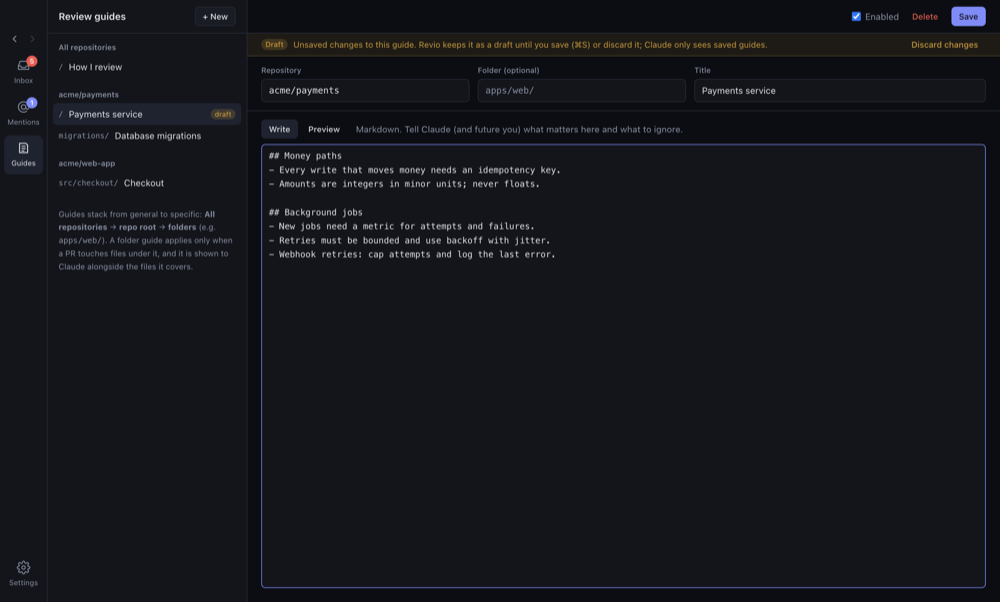 Review guides
+ New
Enabled
Delete
Save
Draft
Unsaved changes to this guide. Revio keeps it as a draft until you save (⌘S) or discard it; Claude only sees saved guides.
Discard changes
5
Inbox
1
Mentions
Guides
Settings
All repositories
/ How I review
acme/payments
/ Payments service
draft
migrations/ Database migrations
acme/web-app
src/checkout/ Checkout
Guides stack from general to specific: All
repositories → repo root → folders (e.g.
apps/web/). A folder guide applies only when
a PR touches files under it, and it is shown to
Claude alongside the files it covers.
Repository
acme/payments
Folder (optional)
apps/web/
Title
Payments service
Write
Preview
Markdown. Tell Claude (and future you) what matters here and what to ignore.
## Money paths
- Every write that moves money needs an idempotency key.
- Amounts are integers in minor units; never floats.
## Background jobs
- New jobs need a metric for attempts and failures.
- Retries must be bounded and use backoff with jitter.
- Webhook retries: cap attempts and log the last error.